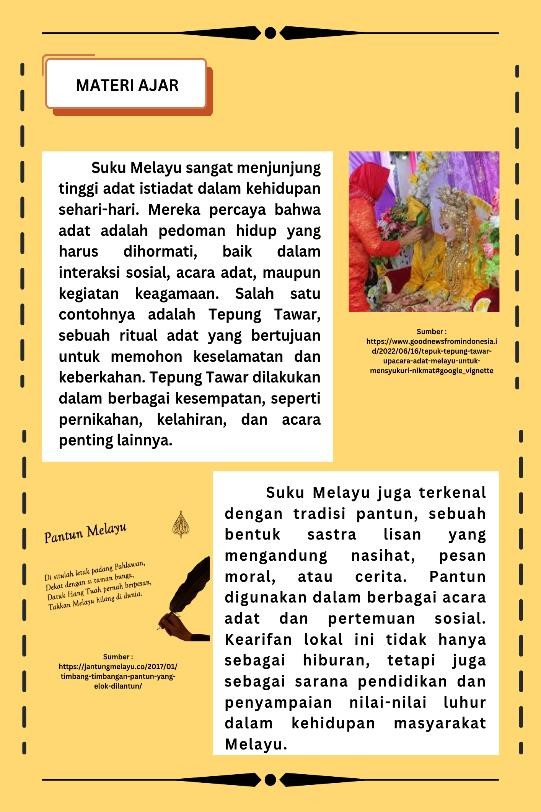 MATERI AJAR
Suku Melayu sangat menjunjung
tinggi adat istiadat dalam kehidupan
sehari-hari. Mereka percaya bahwa
adat adalah pedoman hidup yang
harus dihormati, baik dalam
interaksi sosial, acara adat, maupun
kegiatan keagamaan. Salah satu
contohnya adalah Tepung Tawar,
sebuah ritual adat yang bertujuan
untuk memohon keselamatan dan
keberkahan. Tepung Tawar dilakukan
dalam berbagai kesempatan, seperti
pernikahan, kelahiran, dan acara
penting lainnya.
Sumber :
https://www.goodnewsfromindonesia.i
d/2022/06/16/tepuk-tepung-tawar-
upacara-adat-melayu-untuk-
mensyukuri-nikmat#google_vignette
Pantun Melayu
Di situlah letak padang Pahlawan,
Dekat dengan si taman bunga,
Datuk Hang Tuah pernah berpesan,
Takkan Melayu hilang di dunia.
Sumber :
https://jantungmelayu.co/2017/01/
timbang-timbangan-pantun-yang-
elok-dilantun/
Suku Melayu juga terkenal
dengan tradisi pantun, sebuah
bentuk sastra lisan yang
mengandung nasihat, pesan
moral, atau cerita. Pantun
digunakan dalam berbagai acara
adat dan pertemuan sosial.
Kearifan lokal ini tidak hanya
sebagai hiburan, tetapi juga
sebagai sarana pendidikan dan
penyampaian nilai-nilai luhur
dalam kehidupan masyarakat
Melayu.